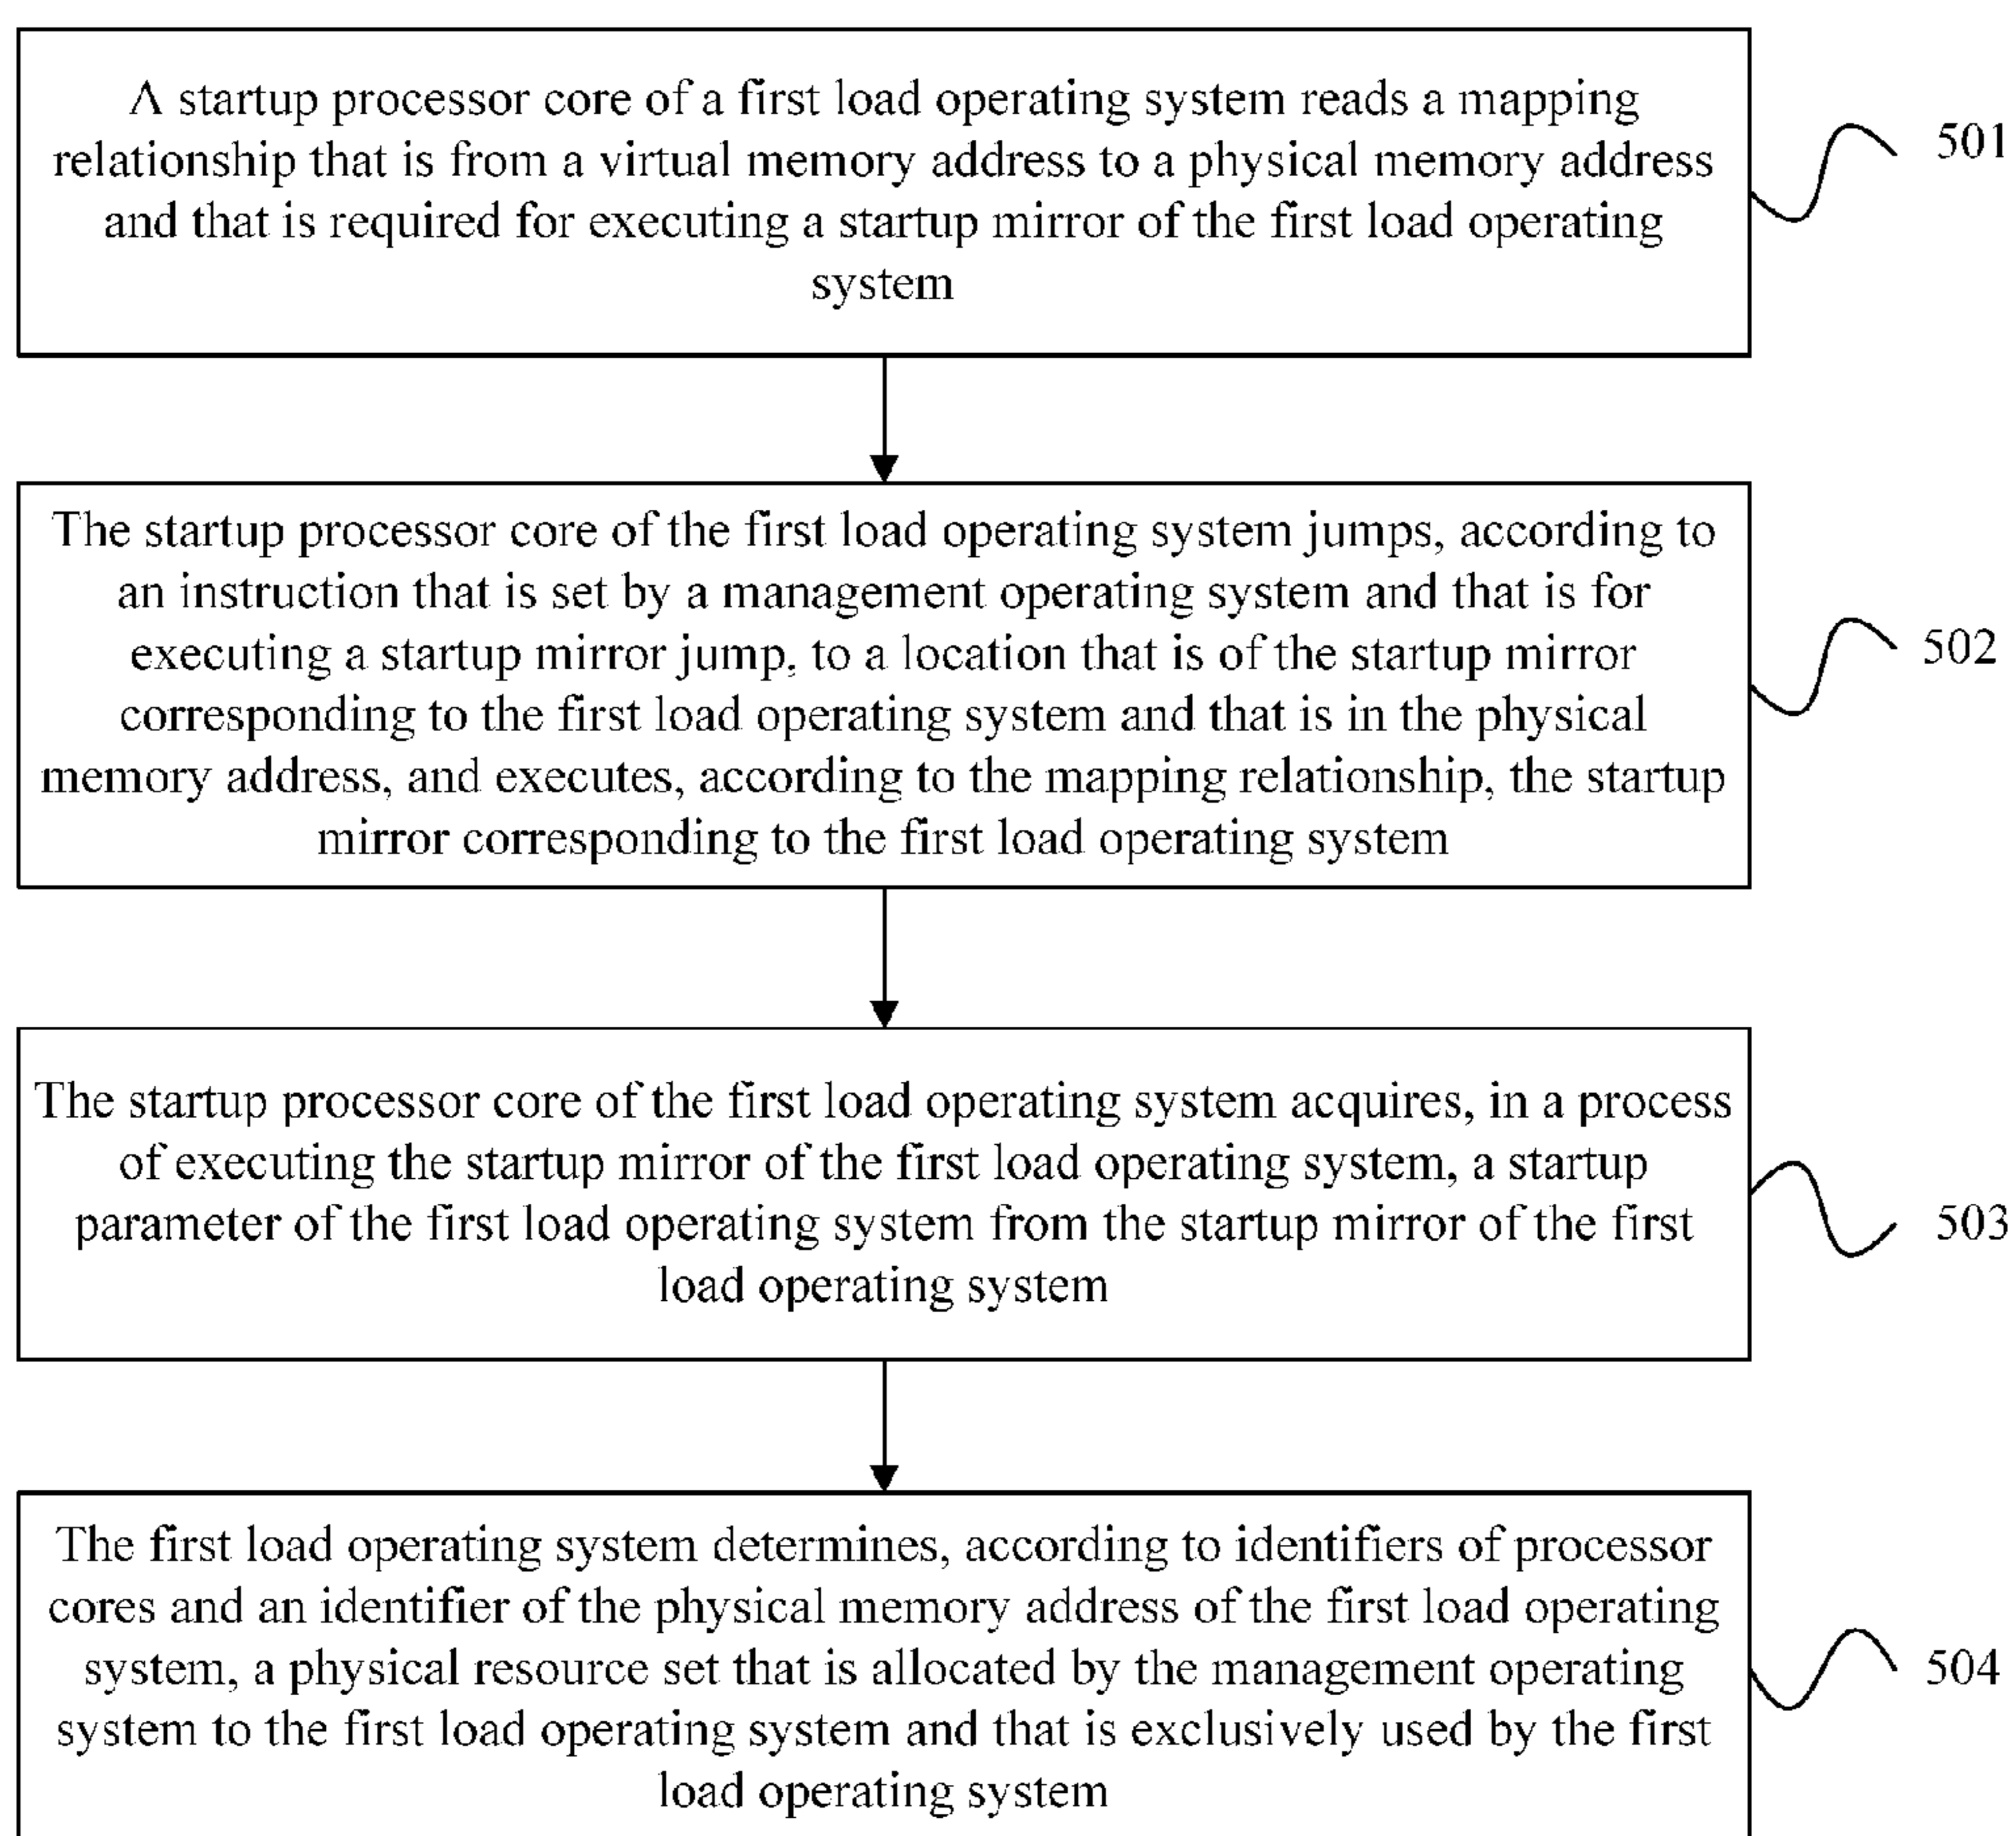 A startup processor core of a first load operating system reads a mapping
relationship that is from a virtual memory address to a physical memory address
and that is required for executing a startup mirror of the first load operating
system
501
The startup processor core of the first load operating system jumps, according to
an instruction that is set by a management operating system and that is for
executing a startup mirror jump, to a location that is of the startup mirror
corresponding to the first load operating system and that is in the physical
memory address, and executes, according to the mapping relationship, the startup
mirror corresponding to the first load operating system
502
The startup processor core of the first load operating system acquires, in a process
of executing the startup mirror of the first load operating system, a startup
parameter of the first load operating system from the startup mirror of the first
load operating system
503
The first load operating system determines, according to identifiers of processor
cores and an identifier of the physical memory address of the first load operating
system, a physical resource set that is allocated by the management operating
system to the first load operating system and that is exclusively used by the first
load operating system
504